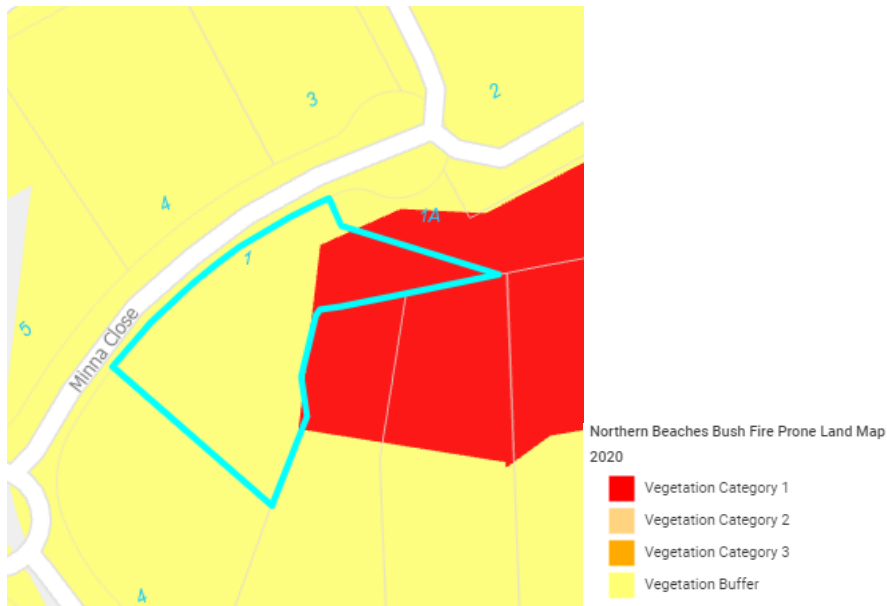 3
2
4
1A
1
5
Minna Close
4
Northern Beaches Bush Fire Prone Land Map
2020
Vegetation Category 1
Vegetation Category 2
Vegetation Category 3
Vegetation Buffer